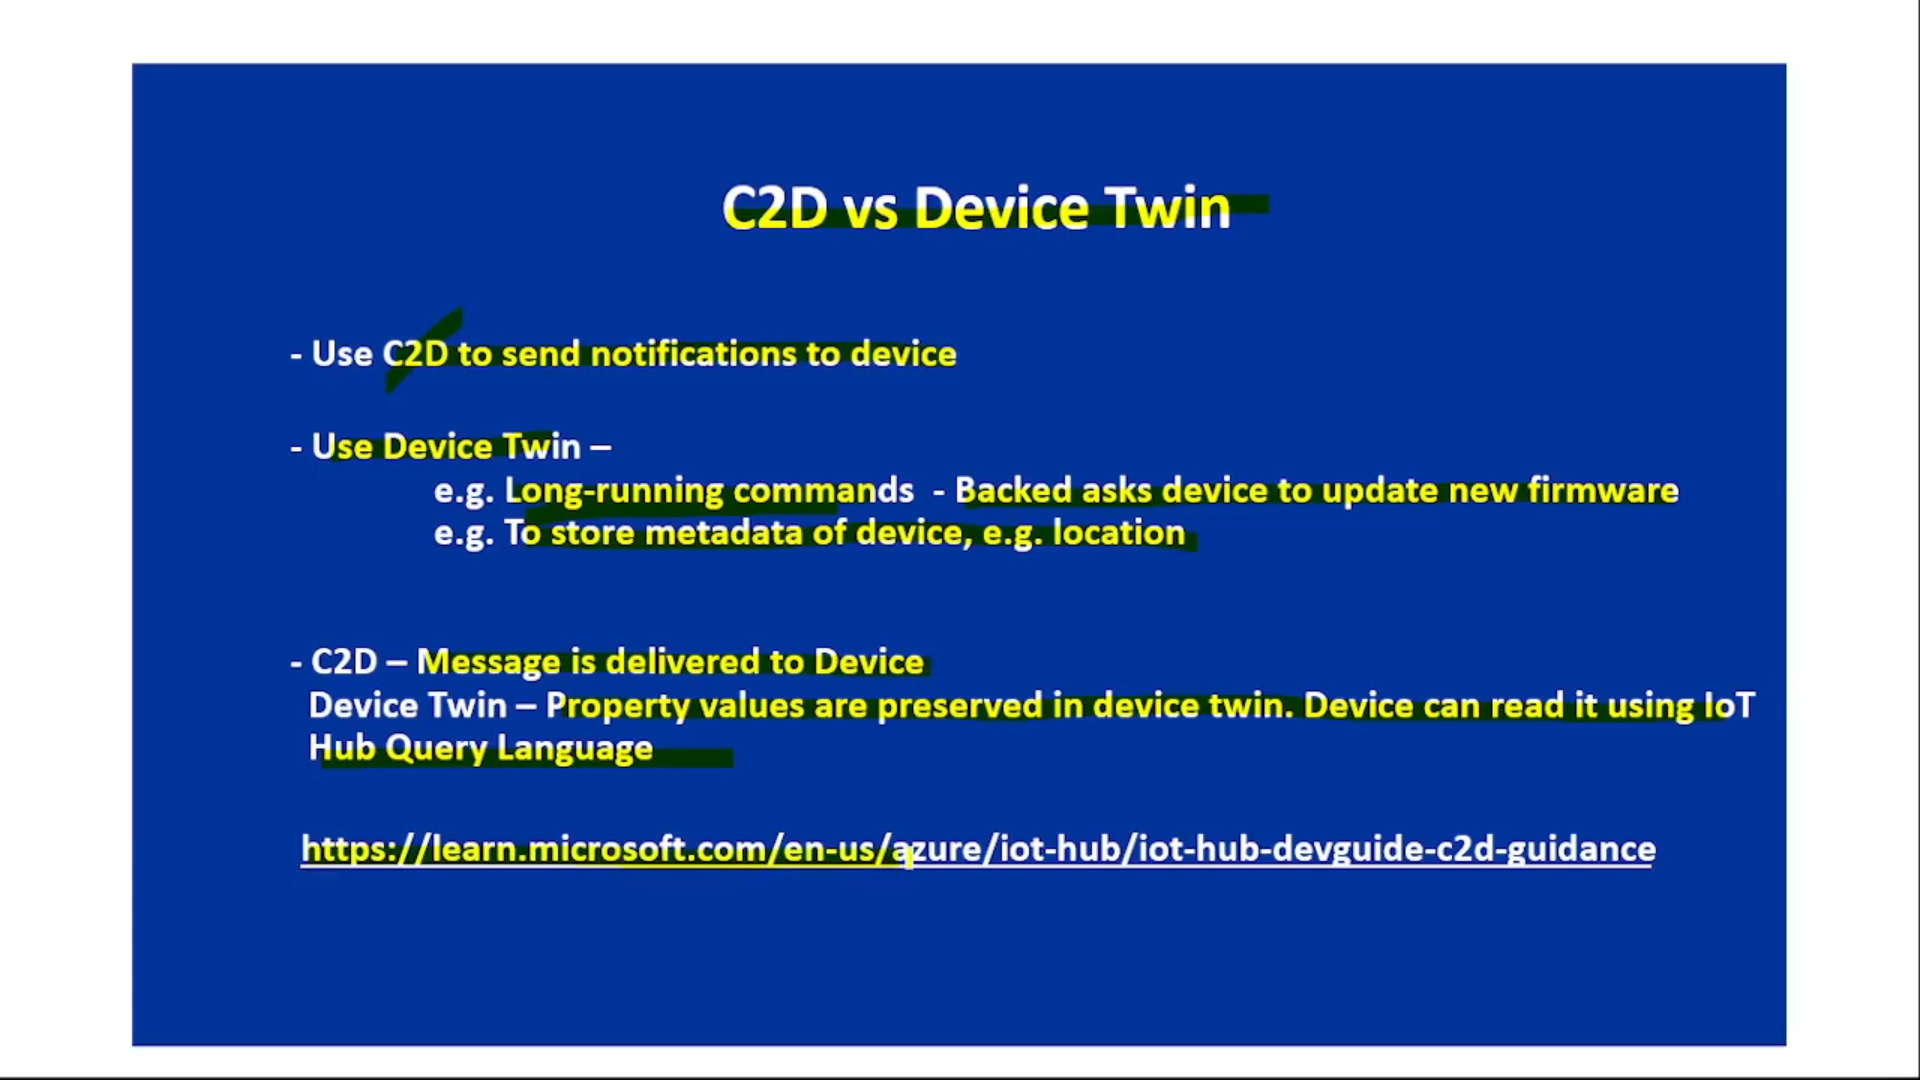 C2D vs Device Twin
- Use C2D to send notifications to device
- Use Device Twin –
e.g. Long-running commands - Backed asks device to update new firmware
e.g. To store metadata of device, e.g. location
- C2D – Message is delivered to Device
Device Twin – Property values are preserved in device twin. Device can read it using IoT
Hub Query Language
https://learn.microsoft.com/en-us/azure/iot-hub/iot-hub-devguide-c2d-guidance